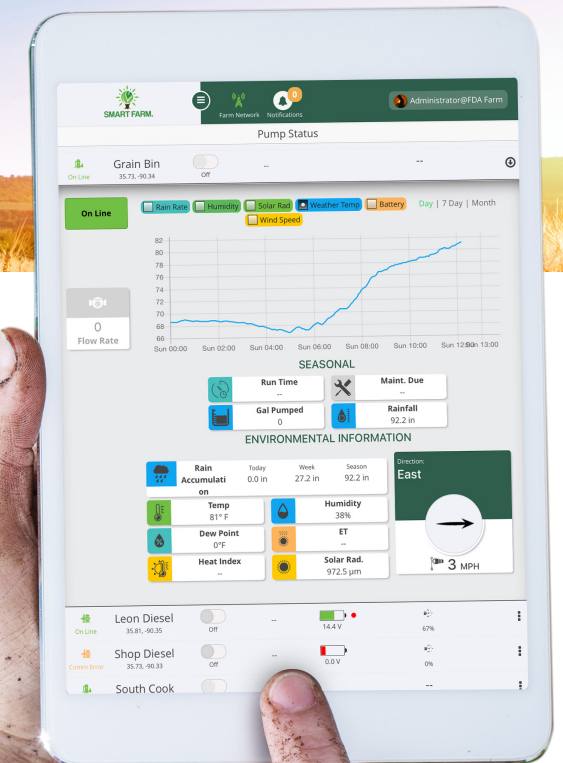 SMART FARM.
Farm Network
Notifications
0
Administrator@FDA Farm
Pump Status
Grain Bin
On Line
35.73, -90.34
Off
--
--
On Line
Rain Rate
Humidity
Solar Rad
Weather Temp
Battery
Day | 7 Day | Month
Wind Speed
82
80
78
76
74
72
70
68
66
Sun 00:00
Sun 02:00
Sun 04:00
Sun 06:00
Sun 08:00
Sun 10:00
Sun 13:00
0
Flow Rate
SEASONAL
Run Time
--
Maint. Due
--
Gal Pumped
0
Rainfall
92.2 in
ENVIRONMENTAL INFORMATION
Rain
Accumulati
on
Today
0.0 in
Week
27.2 in
Season
92.2 in
Temp
81° F
Humidity
38%
Dew Point
0°F
ET
--
Heat Index
--
Solar Rad.
972.5 µm
Direction:
East
3 MPH
Leon Diesel
On Line
35.81, -90.35
Off
--
14.4 V
67%
Shop Diesel
Comm Error
35.73, -90.33
Off
--
0.0 V
0%
South Cook
--